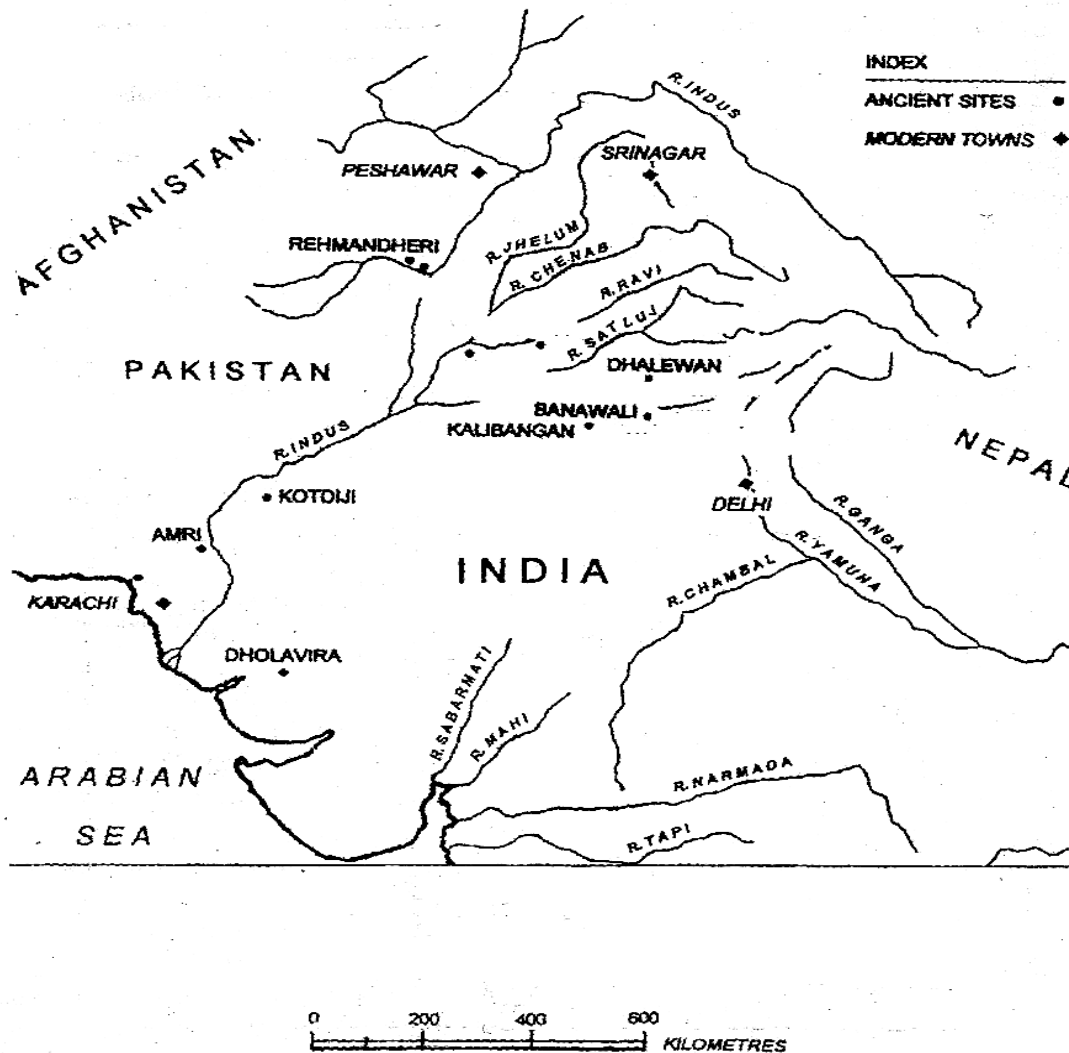 INDEX
ANCIENT SITES
MODERN TOWNS
R.INDUS
SRINAGAR
PESHAWAR
AFGHANISTAN
REHMANDHERI
R.JHELUM
R.CHENAB
R.RAVI
R.SATLUJ
PAKISTAN
DHALEWAN
BANAWALI
KALIBANGAN
R.INDUS
NEPAL
KOTDIJI
DELHI
R.GANGA
AMRI
R.YAMUHA
INDIA
R.CHAMBAL
KARACHI
DHOLAVIRA
R.SABARMATI
R.MAHI
ARABIAN
SEA
R.NARMADA
R.TAPI
0 200 400 600
KILOMETRES